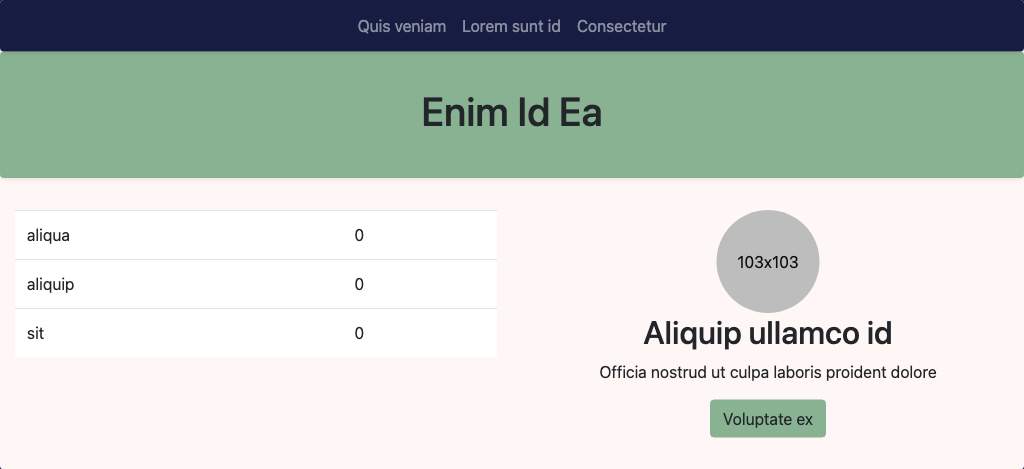 Quis veniam Lorem sunt id Consectetur
Enim Id Ea
aliqua 0
aliquip 0
sit 0
103x103
Aliquip ullamco id
Officia nostrud ut culpa laboris proident dolore
Voluptate ex